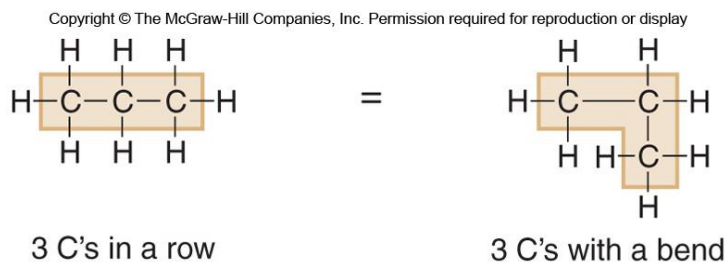 Copyright © The McGraw-Hill Companies, Inc. Permission required for reproduction or display
H H H
H-C-C-C-H
H H H
=
H H
H-C-C-H
H H-C-H
H
3 C's in a row
3 C's with a bend